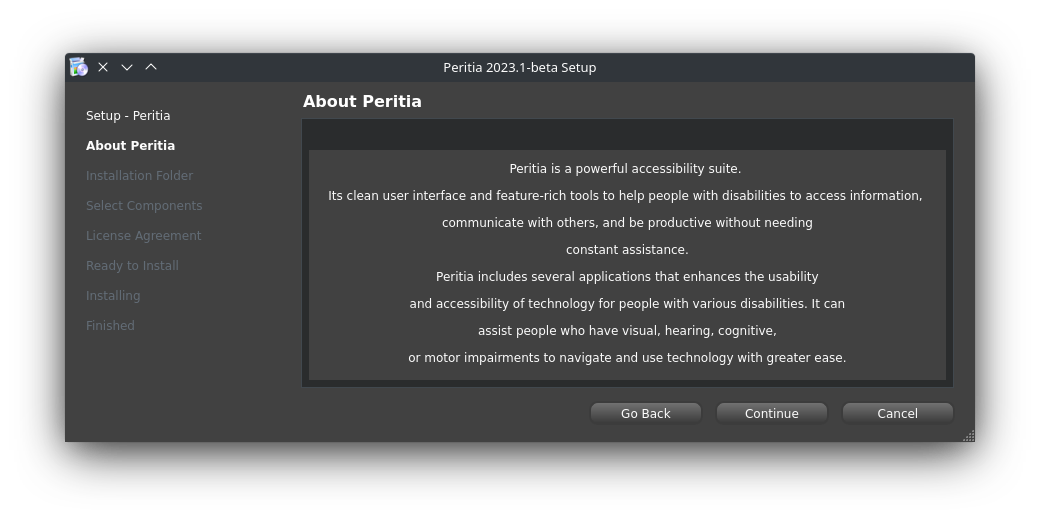 Peritia 2023.1-beta Setup
Setup - Peritia
About Peritia
Installation Folder
Select Components
License Agreement
Ready to Install
Installing
Finished
About Peritia
Peritia is a powerful accessibility suite.
Its clean user interface and feature-rich tools to help people with disabilities to access information,
communicate with others, and be productive without needing
constant assistance.
Peritia includes several applications that enhances the usability
and accessibility of technology for people with various disabilities. It can
assist people who have visual, hearing, cognitive,
or motor impairments to navigate and use technology with greater ease.
Go Back
Continue
Cancel